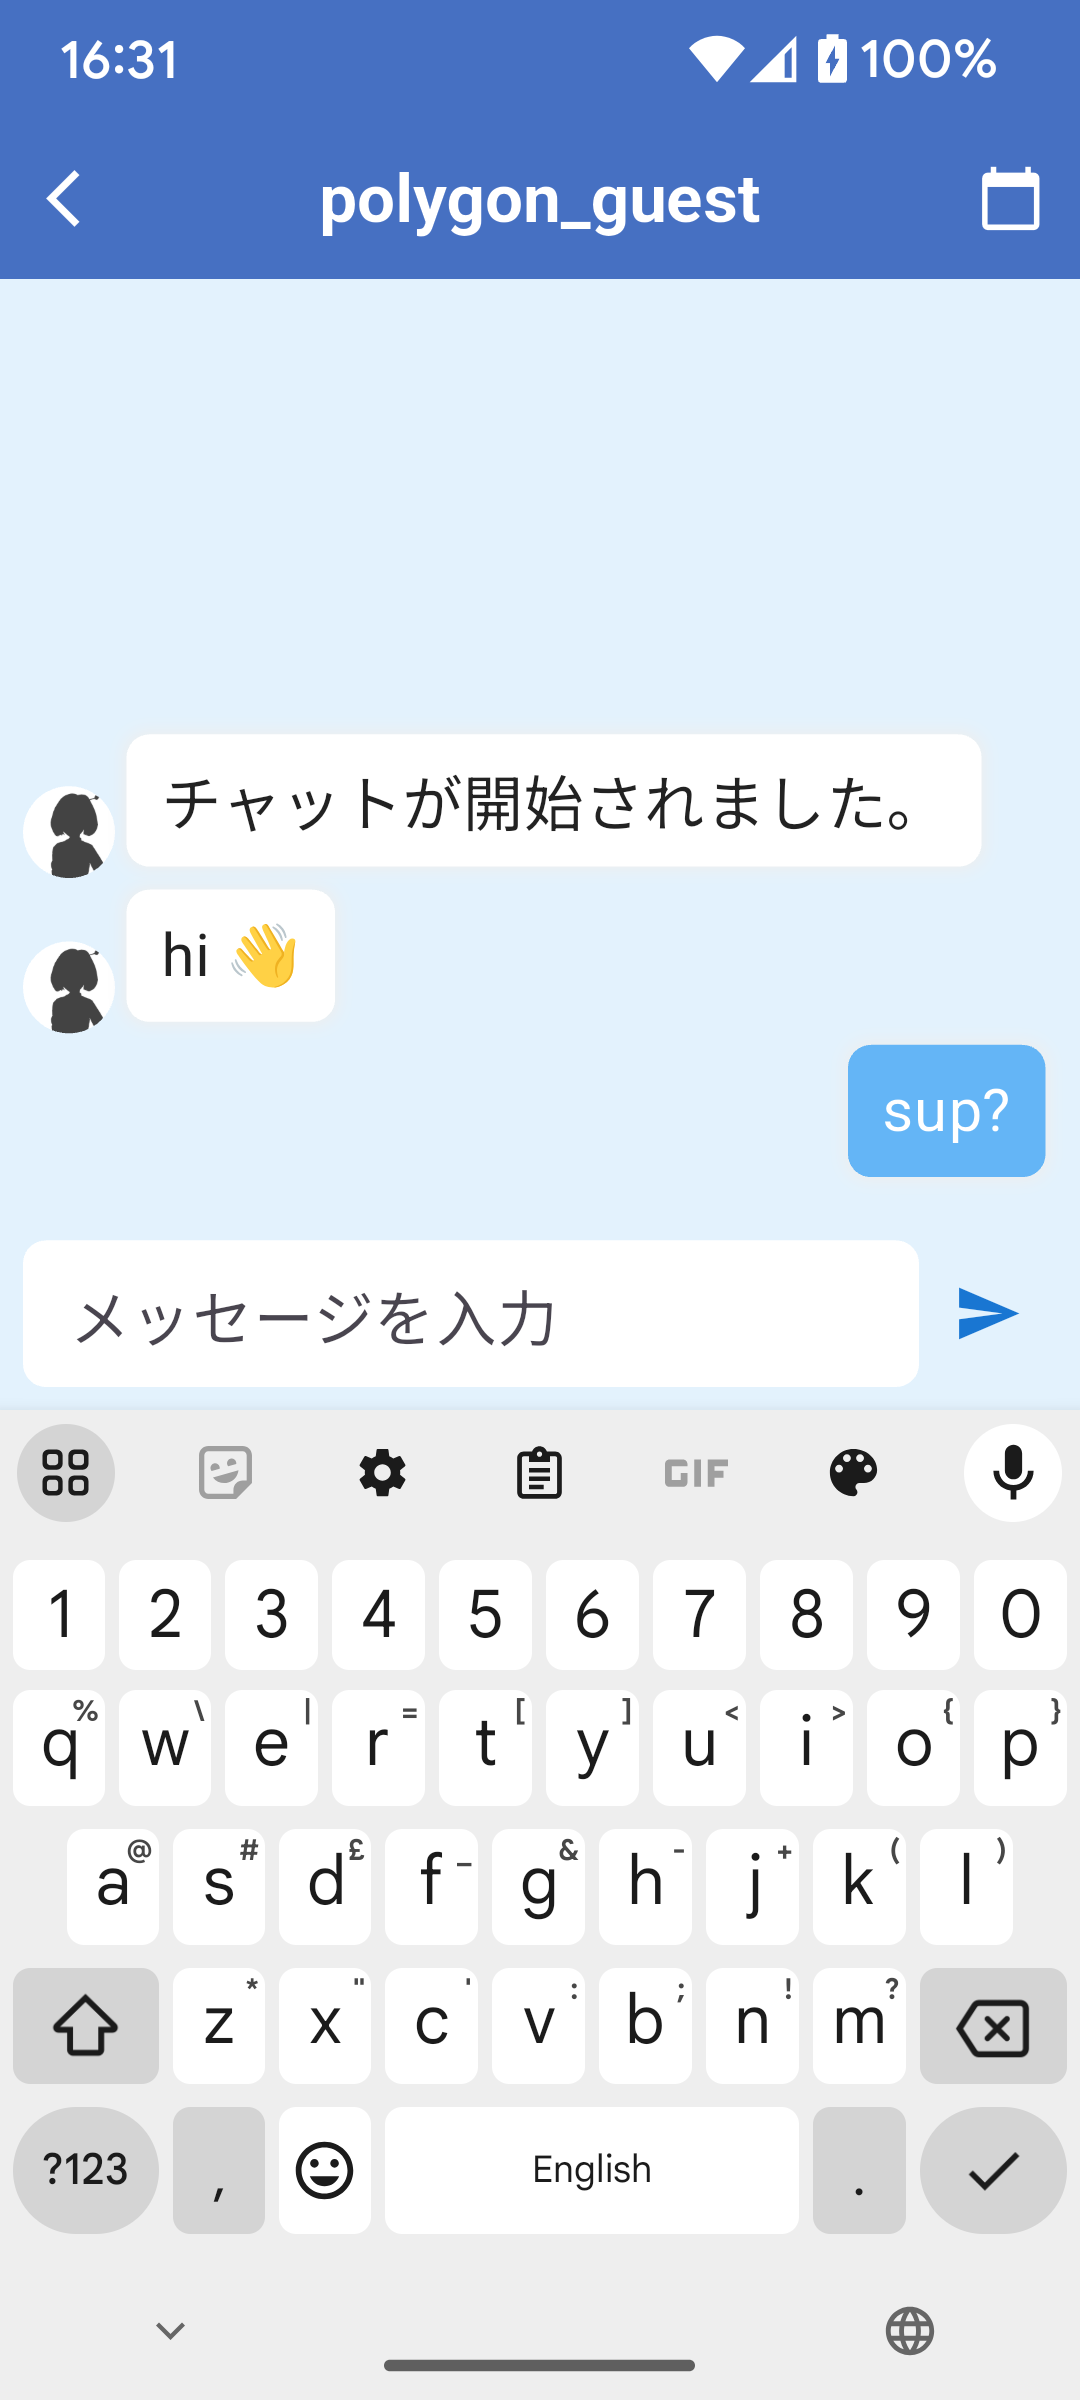 16:31 100%
polygon_guest
チャットが開始されました。
hi 👋
sup?
メッセージを入力
GIF
1 2 3 4 5 6 7 8 9 0
% \ | = [ ] < > { }
q w e r t y u i o p
@ # £ _ & - + ( )
a s d f g h j k l
* " ' : ; ! ?
z x c v b n m
?123 , English .